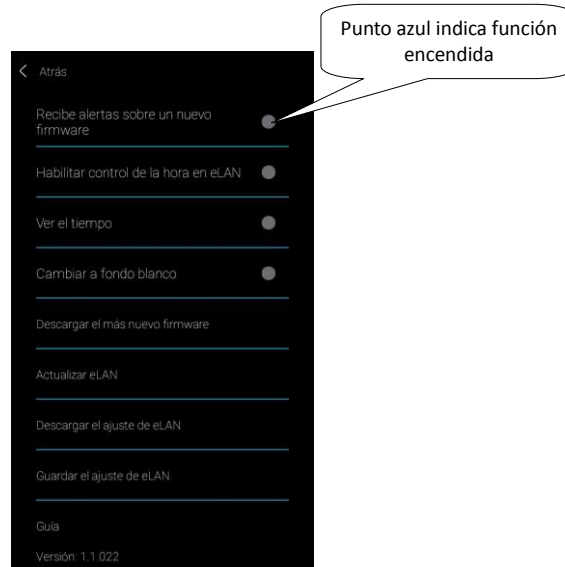 Punto azul indica función
encendida
Atrás
Recibe alertas sobre un nuevo
firmware
Habilitar control de la hora en eLAN
Ver el tiempo
Cambiar a fondo blanco
Descargar el más nuevo firmware
Actualizar eLAN
Descargar el ajuste de eLAN
Guardar el ajuste de eLAN
Guía
Versión: 1.1.022